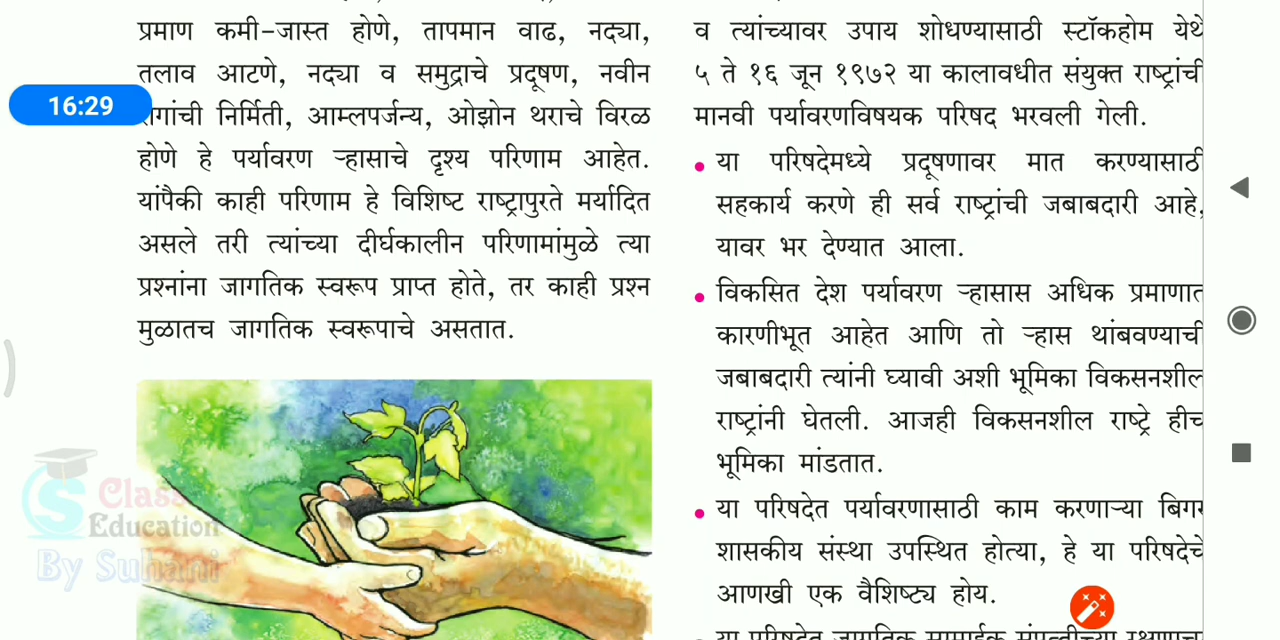 प्रमाण कमी-जास्त होणे, तापमान वाढ, नद्या,
तलाव आटणे, नद्या व समुद्राचे प्रदूषण, नवीन
16:29
निर्मिती, आम्लपर्जन्य, ओझोन थराचे विरळ
होणे हे पर्यावरण ऱ्हासाचे दृश्य परिणाम आहेत.
यांपैकी काही परिणाम हे विशिष्ट राष्ट्रापुरते मर्यादित
असले तरी त्यांच्या दीर्घकालीन परिणामांमुळे त्या
प्रश्नांना जागतिक स्वरूप प्राप्त होते, तर काही प्रश्न
मुळातच जागतिक स्वरूपाचे असतात.
Class
Education
By Suhani
व त्यांच्यावर उपाय शोधण्यासाठी स्टॉकहोम येथे
५ ते १६ जून १९७२ या कालावधीत संयुक्त राष्ट्रांची
मानवी पर्यावरणविषयक परिषद भरवली गेली.
• या परिषदेमध्ये प्रदूषणावर मात करण्यासाठी
सहकार्य करणे ही सर्व राष्ट्रांची जबाबदारी आहे,
यावर भर देण्यात आला.
• विकसित देश पर्यावरण ऱ्हासास अधिक प्रमाणात
कारणीभूत आहेत आणि तो ऱ्हास थांबवण्याची
जबाबदारी त्यांनी घ्यावी अशी भूमिका विकसनशील
राष्ट्रांनी घेतली. आजही विकसनशील राष्ट्रे हीच
भूमिका मांडतात.
• या परिषदेत पर्यावरणासाठी काम करणाऱ्या बिगर
शासकीय संस्था उपस्थित होत्या, हे या परिषदेचे
आणखी एक वैशिष्ट्य होय.
• या परिषदेत जागतिक सामाईक